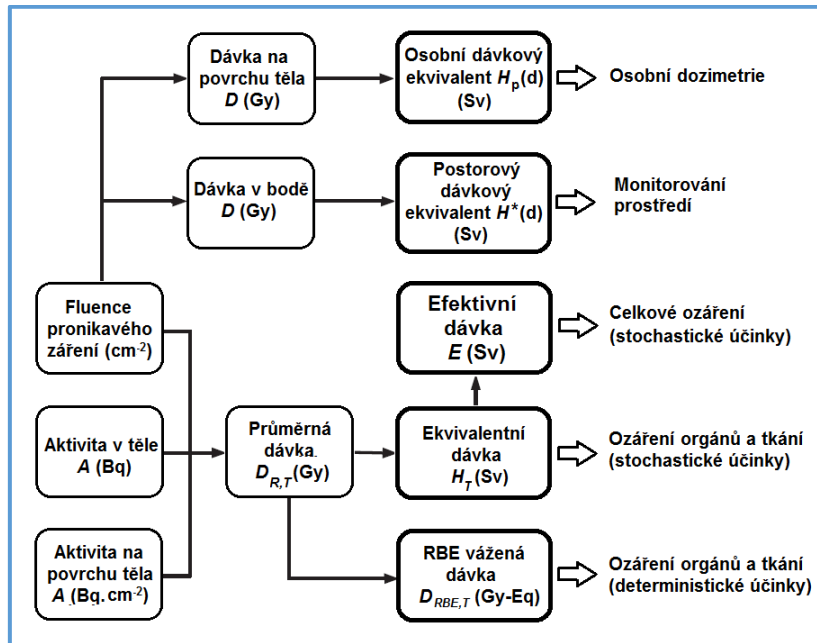 Dávka na
povrchu těla
D (Gy)
Osobní dávkový
ekvivalent Hp(d)
(Sv)
Osobní dozimetrie
Dávka v bodě
D (Gy)
Postorový
dávkový
ekvivalent H*(d)
(Sv)
Monitorování
prostředí
Fluence
pronikavého
záření (cm-2)
Efektivní
dávka
E (Sv)
Celkové ozáření
(stochastické účinky)
Aktivita v těle
A (Bq)
Průměrná
dávka.
DR,T (Gy)
Ekvivalentní
dávka
HT (Sv)
Ozáření orgánů a tkání
(stochastické účinky)
Aktivita na
povrchu těla
A (Bq.cm-2)
RBE vážená
dávka
DRBE,T (Gy-Eq)
Ozáření orgánů a tkání
(deterministické účinky)